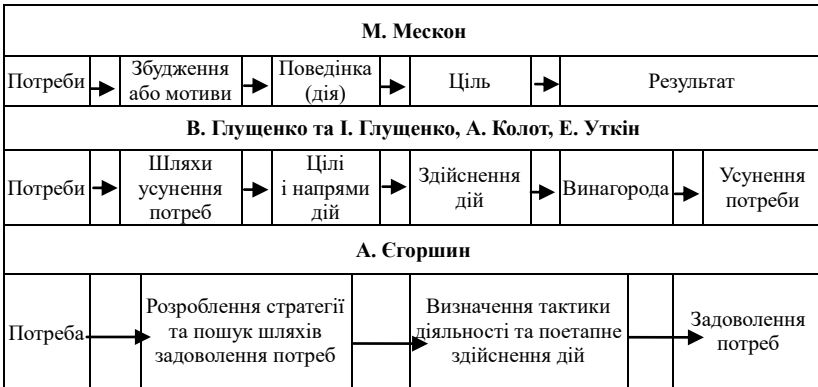 М. Мескон
Потреби
Збудження
або мотиви
Поведінка
(дія)
Ціль
Результат
В. Глущенко та І. Глущенко, А. Колот, Е. Уткін
Потреби
Шляхи
усунення
потреб
Цілі
і напрями
дій
Здійснення
дій
Винагорода
Усунення
потреби
А. Єгоршин
Потреба
Розроблення стратегії
та пошук шляхів
задоволення потреб
Визначення тактики
діяльності та поетапне
здійснення дій
Задоволення
потреб